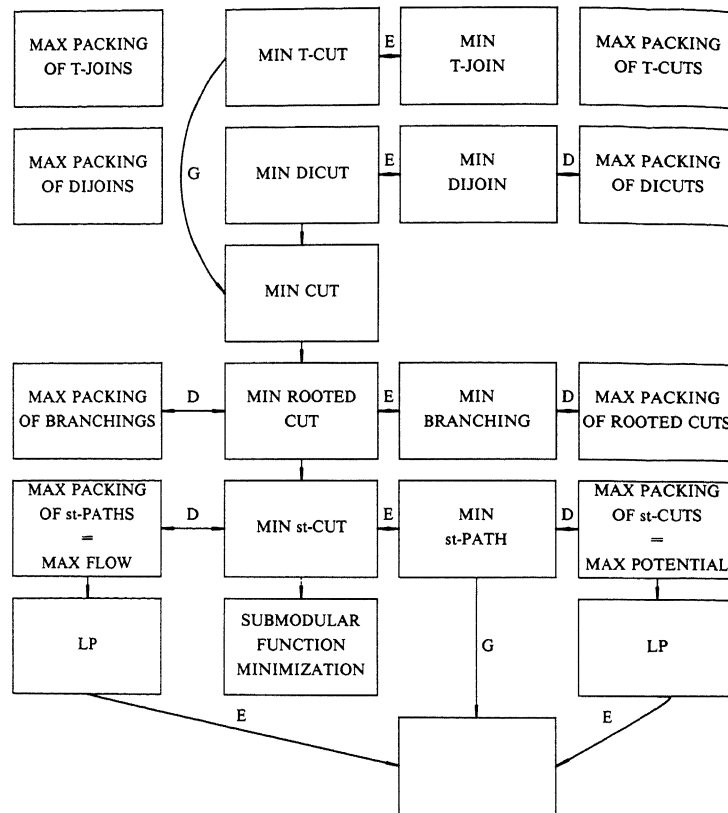 MAX PACKING
OF T-JOINS
MIN T-CUT
E
MIN
T-JOIN
MAX PACKING
OF T-CUTS
MAX PACKING
OF DIJOINS
G
MIN DICUT
E
MIN
DIJOIN
D
MAX PACKING
OF DICUTS
MIN CUT
MAX PACKING
OF BRANCHINGS
D
MIN ROOTED
CUT
E
MIN
BRANCHING
D
MAX PACKING
OF ROOTED CUTS
MAX PACKING
OF st-PATHS
=
MAX FLOW
D
MIN st-CUT
E
MIN
st-PATH
D
MAX PACKING
OF st-CUTS
=
MAX POTENTIAL
LP
SUBMODULAR
FUNCTION
MINIMIZATION
G
LP
E
E